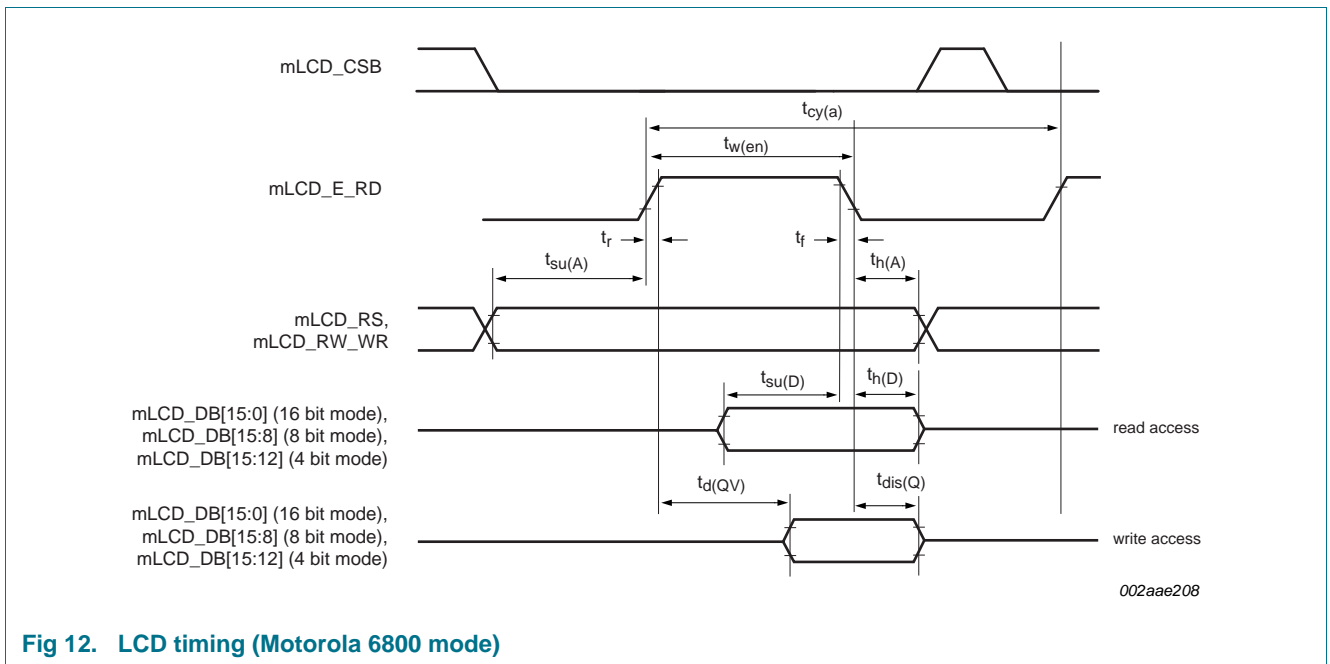 mLCD_CSB
tcy(a)
tw(en)
mLCD_E_RD
tr
tf
tsu(A)
th(A)
mLCD_RS,
mLCD_RW_WR
tsu(D)
th(D)
mLCD_DB[15:0] (16 bit mode),
mLCD_DB[15:8] (8 bit mode),
mLCD_DB[15:12] (4 bit mode)
read access
td(QV)
tdis(Q)
mLCD_DB[15:0] (16 bit mode),
mLCD_DB[15:8] (8 bit mode),
mLCD_DB[15:12] (4 bit mode)
write access
002aae208
Fig 12. LCD timing (Motorola 6800 mode)